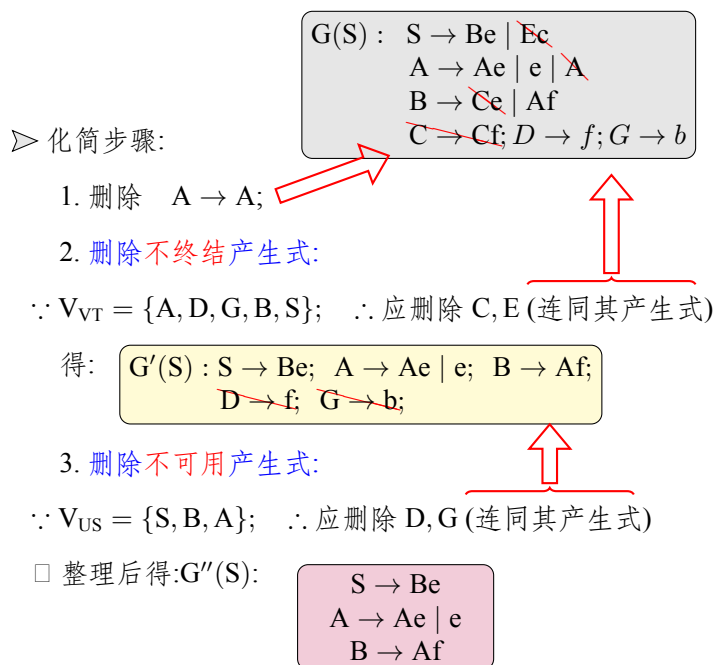 G(S) : S → Be | Ec
A → Ae | e | A
B → Ce | Af
C → Cf; D → f; G → b
化简步骤:
1. 删除 A → A;
2. 删除不终结产生式:
∵ V_VT = {A, D, G, B, S}; ∴ 应删除 C, E (连同其产生式)
得: G′(S) : S → Be; A → Ae | e; B → Af;
D → f; G → b;
3. 删除不可用产生式:
∵ V_US = {S, B, A}; ∴ 应删除 D, G (连同其产生式)
□ 整理后得:G″(S):
S → Be
A → Ae | e
B → Af